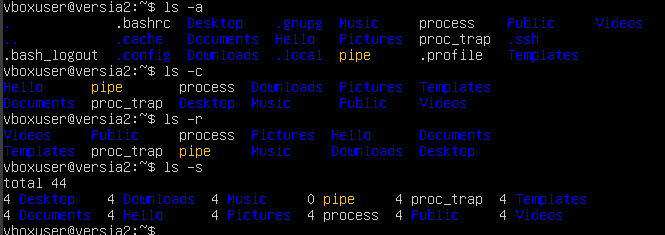 vboxuser@versia2:~$ ls -a
. .bashrc Desktop .gnupg Music process Public Videos
.. .cache Documents Hello Pictures proc_trap .ssh
.bash_logout .config Downloads .local pipe .profile Templates
vboxuser@versia2:~$ ls -c
Hello pipe process Downloads Pictures Templates
Documents proc_trap Desktop Music Public Videos
vboxuser@versia2:~$ ls -r
Videos Public process Pictures Hello Documents
Templates proc_trap pipe Music Downloads Desktop
vboxuser@versia2:~$ ls -s
total 44
4 Desktop 4 Downloads 4 Music 0 pipe 4 proc_trap 4 Templates
4 Documents 4 Hello 4 Pictures 4 process 4 Public 4 Videos
vboxuser@versia2:~$